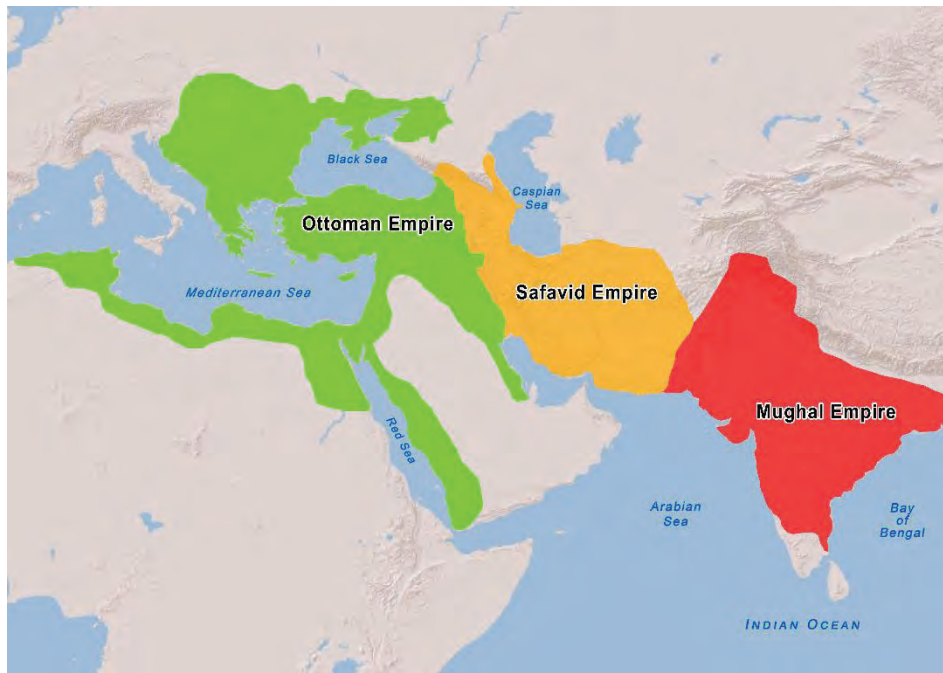 Black Sea
Caspian
Sea
Ottoman Empire
Mediterranean Sea
Safavid Empire
Mughal Empire
Red Sea
Arabian
Sea
Bay
of
Bengal
INDIAN OCEAN